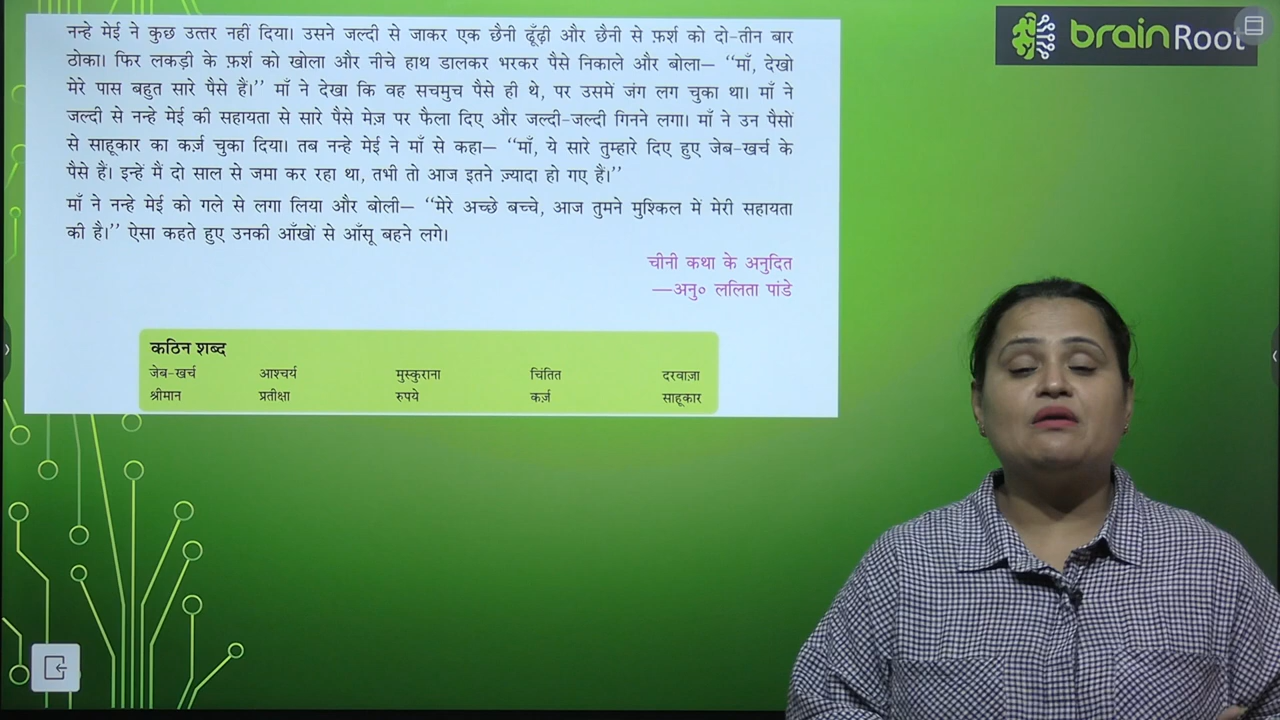 brainRoot
नन्हे मेई ने कुछ उत्तर नहीं दिया। उसने जल्दी से जाकर एक छैनी ढूँढ़ी और छैनी से फ़र्श को दो-तीन बार
ठोका। फिर लकड़ी के फ़र्श को खोला और नीचे हाथ डालकर भरकर पैसे निकाले और बोला— “माँ, देखो
मेरे पास बहुत सारे पैसे हैं।” माँ ने देखा कि वह सचमुच पैसे ही थे, पर उसमें जंग लग चुका था। माँ ने
जल्दी से नन्हे मेई की सहायता से सारे पैसे मेज़ पर फैला दिए और जल्दी-जल्दी गिनने लगा। माँ ने उन पैसों
से साहूकार का कर्ज़ चुका दिया। तब नन्हे मेई ने माँ से कहा— “माँ, ये सारे तुम्हारे दिए हुए जेब-खर्च के
पैसे हैं। इन्हें मैं दो साल से जमा कर रहा था, तभी तो आज इतने ज़्यादा हो गए हैं।”
माँ ने नन्हे मेई को गले से लगा लिया और बोली— “मेरे अच्छे बच्चे, आज तुमने मुश्किल में मेरी सहायता
की है।” ऐसा कहते हुए उनकी आँखों से आँसू बहने लगे।
चीनी कथा के अनुदित
—अनु० ललिता पांडे
कठिन शब्द
जेब-खर्च आश्चर्य मुस्कुराना चिंतित दरवाज़ा
श्रीमान प्रतीक्षा रुपये कर्ज़ साहूकार